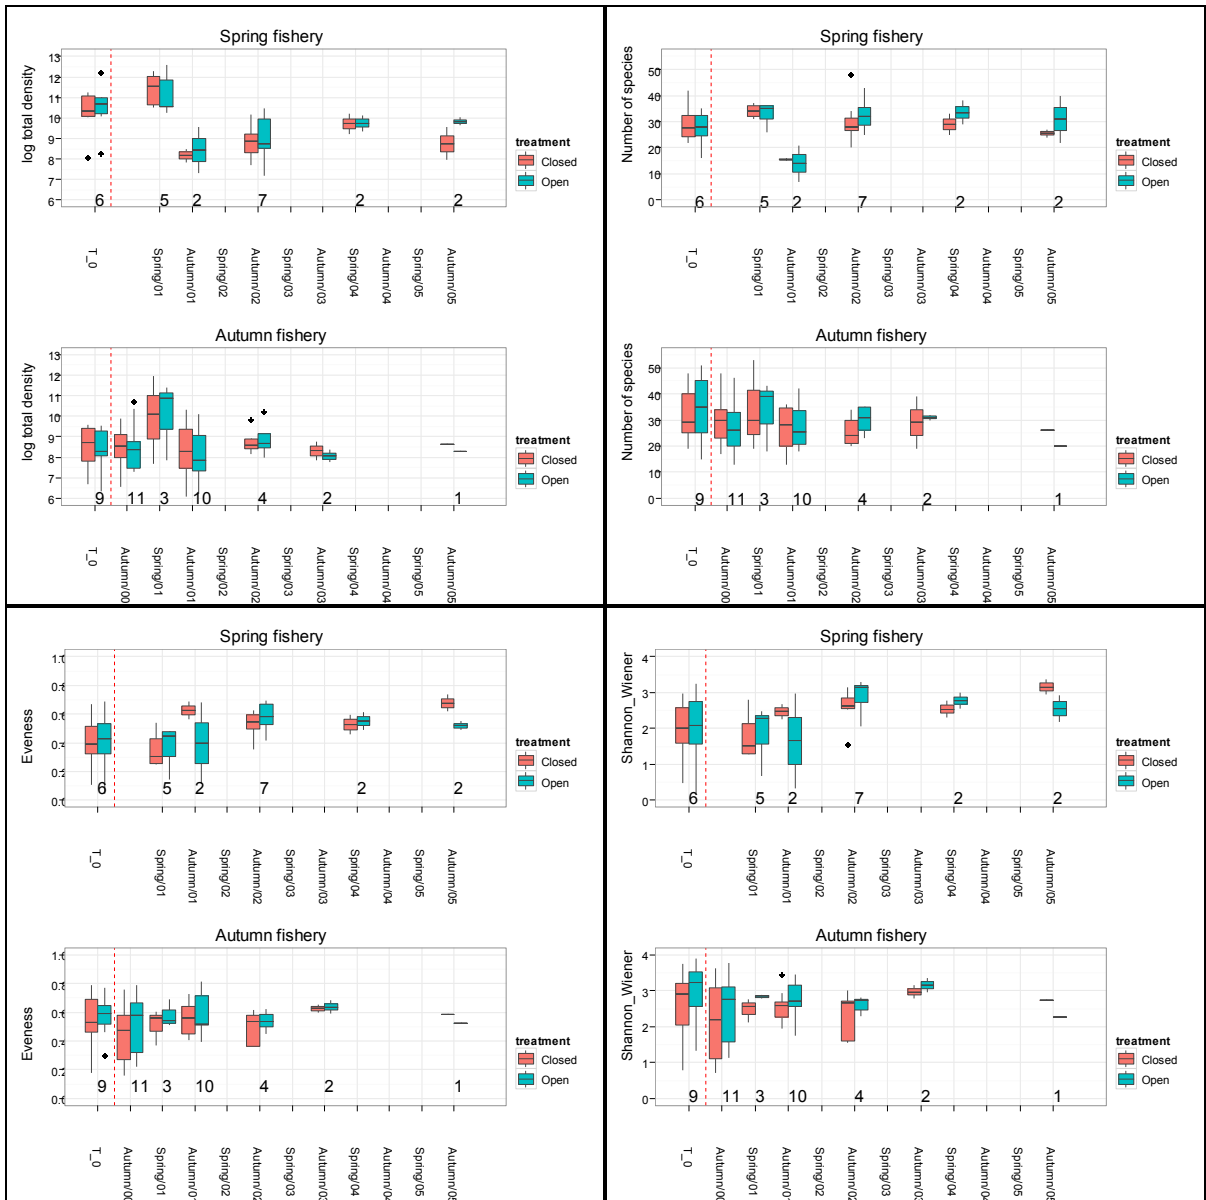 Spring fishery
log total density
13
12
11
10
9
8
7
6
6 5 2 7 2 2
T_0 Spring/01 Autumn/01 Spring/02 Autumn/02 Spring/03 Autumn/03 Spring/04 Autumn/04 Spring/05 Autumn/05
treatment
Closed
Open
Autumn fishery
log total density
13
12
11
10
9
8
7
6
9 11 3 10 4 2 1
T_0 Autumn/00 Spring/01 Autumn/01 Spring/02 Autumn/02 Spring/03 Autumn/03 Spring/04 Autumn/04 Spring/05 Autumn/05
treatment
Closed
Open
Spring fishery
Number of species
50
40
30
20
10
0
6 5 2 7 2 2
T_0 Spring/01 Autumn/01 Spring/02 Autumn/02 Spring/03 Autumn/03 Spring/04 Autumn/04 Spring/05 Autumn/05
treatment
Closed
Open
Autumn fishery
Number of species
50
40
30
20
10
0
9 11 3 10 4 2 1
T_0 Autumn/00 Spring/01 Autumn/01 Spring/02 Autumn/02 Spring/03 Autumn/03 Spring/04 Autumn/04 Spring/05 Autumn/05
treatment
Closed
Open
Spring fishery
Eveness
6 5 2 7 2 2
T_0 Spring/01 Autumn/01 Spring/02 Autumn/02 Spring/03 Autumn/03 Spring/04 Autumn/04 Spring/05 Autumn/05
treatment
Closed
Open
Autumn fishery
Eveness
9 11 3 10 4 2 1
T_0 Spring/01 Spring/02 Spring/03 Autumn/03 Spring/04 Autumn/04 Spring/05
treatment
Closed
Open
Spring fishery
Shannon_Wiener
4
3
2
1
0
6 5 2 7 2 2
T_0 Spring/01 Autumn/01 Spring/02 Autumn/02 Spring/03 Autumn/03 Spring/04 Autumn/04 Spring/05 Autumn/05
treatment
Closed
Open
Autumn fishery
Shannon_Wiener
4
3
2
1
0
9 11 3 10 4 2 1
T_0 Spring/01 Spring/02 Spring/03 Autumn/03 Spring/04 Autumn/04 Spring/05
treatment
Closed
Open